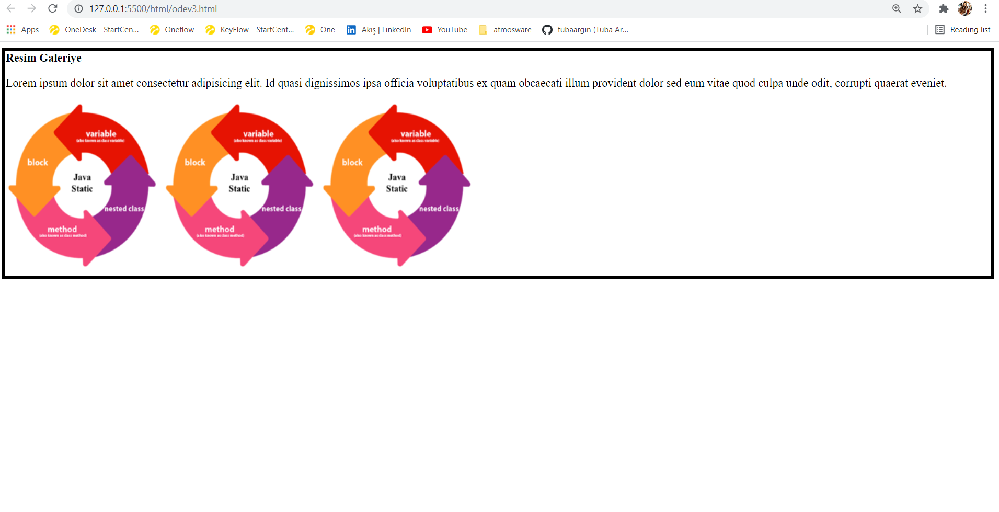 127.0.0.1:5500/html/odev3.html
Apps OneDesk - StartCen... Oneflow KeyFlow - StartCent... One Akış | LinkedIn YouTube atmosware tubaargin (Tuba Ar... Reading list
Resim Galeriye
Lorem ipsum dolor sit amet consectetur adipisicing elit. Id quasi dignissimos ipsa officia voluptatibus ex quam obcaecati illum provident dolor sed eum vitae quod culpa unde odit, corrupti quaerat eveniet.
variable
(also known as class variable)
block
Java
Static
nested class
method
(also known as class method)
variable
(also known as class variable)
block
Java
Static
nested class
method
(also known as class method)
variable
(also known as class variable)
block
Java
Static
nested class
method
(also known as class method)